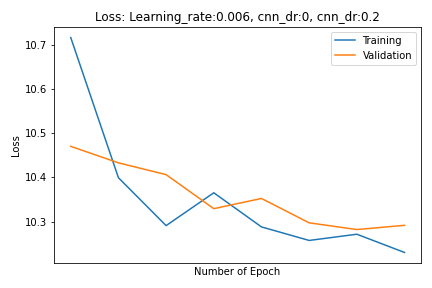 Loss: Learning_rate:0.006, cnn_dr:0, cnn_dr:0.2
Training
Validation
10.7
10.6
10.5
10.4
10.3
Loss
Number of Epoch